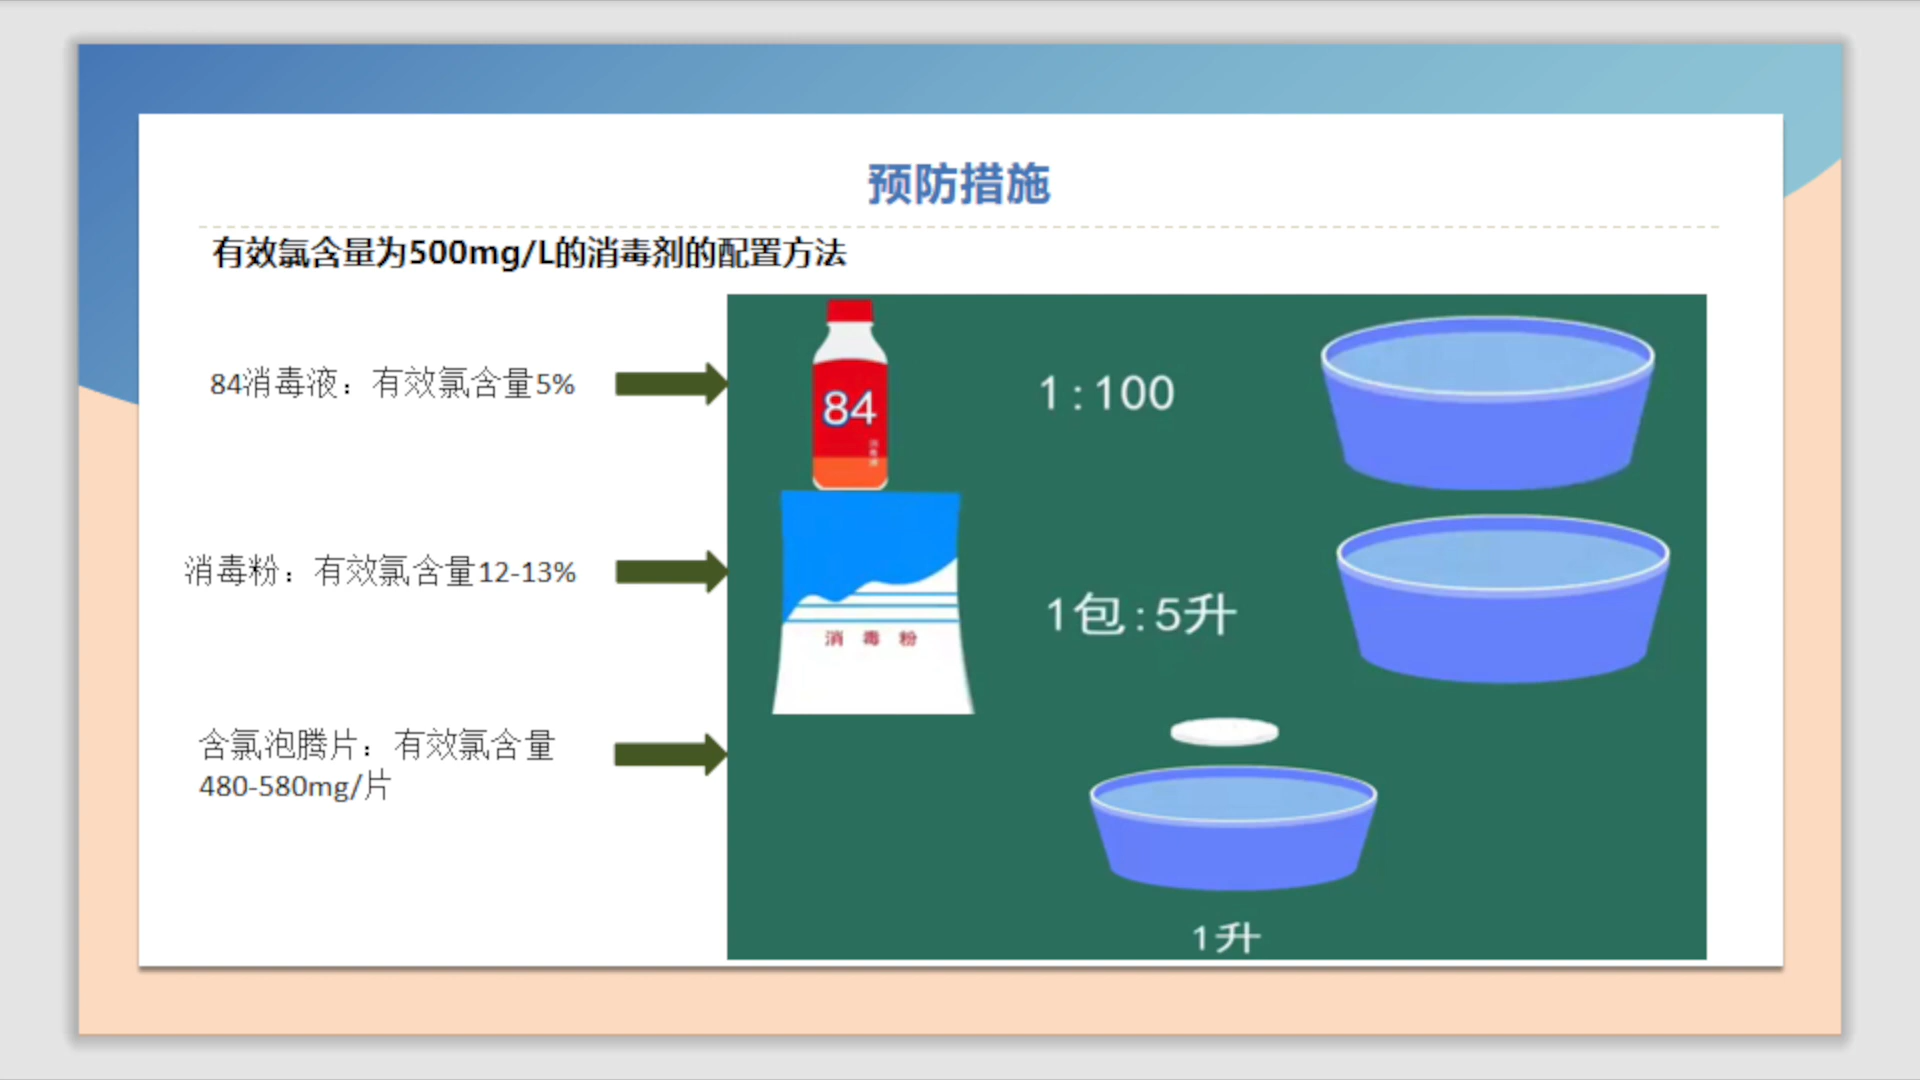 预防措施
有效氯含量为500mg/L的消毒剂的配置方法
84消毒液：有效氯含量5%
84
1:100
消毒粉：有效氯含量12-13%
消 毒 粉
1包:5升
含氯泡腾片：有效氯含量
480-580mg/片
1升